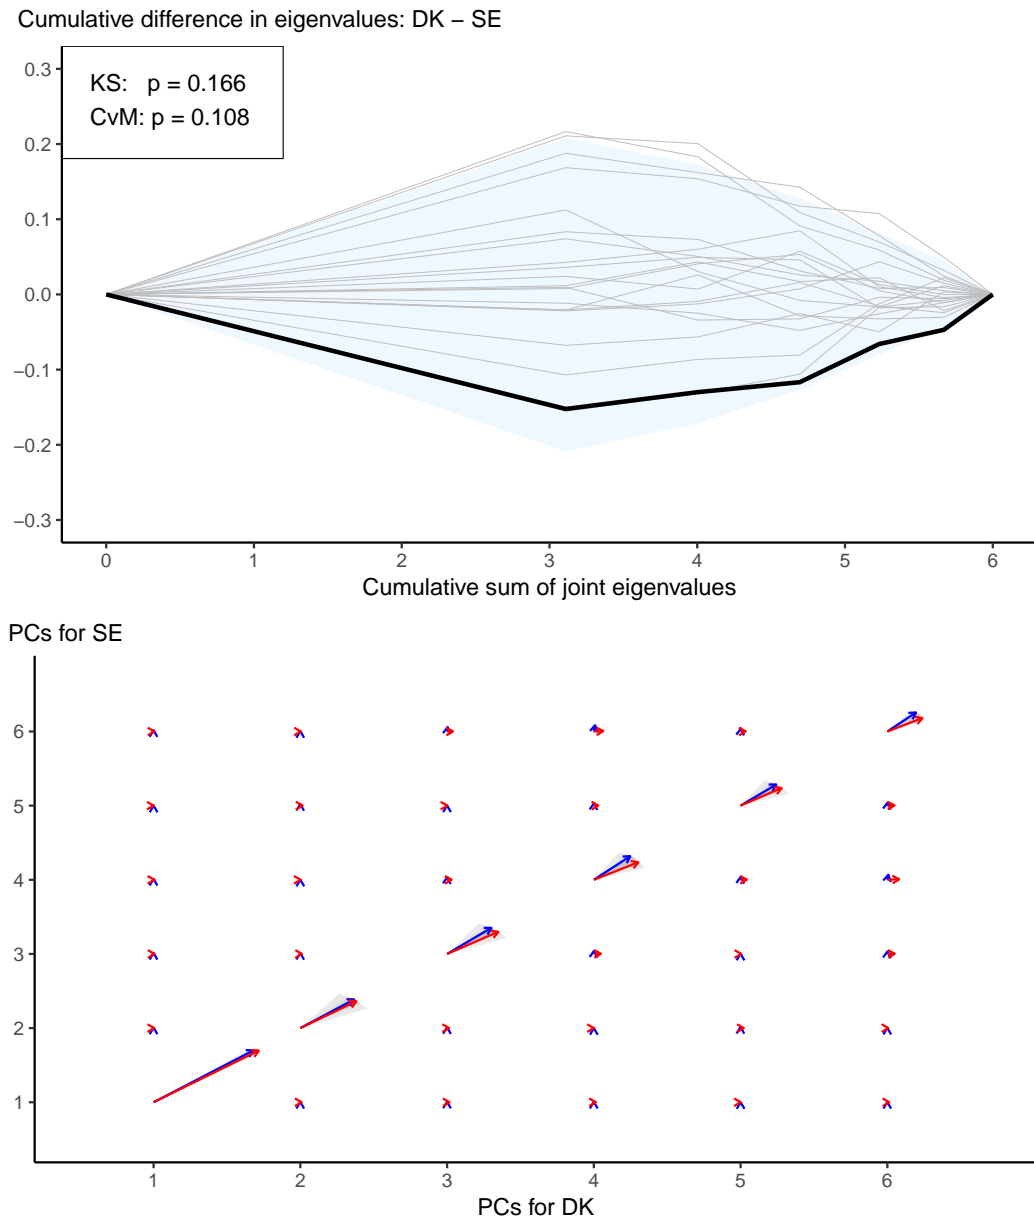 Cumulative difference in eigenvalues: DK − SE
KS: p = 0.166
CvM: p = 0.108
0.3
0.2
0.1
0.0
−0.1
−0.2
−0.3
0 1 2 3 4 5 6
Cumulative sum of joint eigenvalues
PCs for SE
6
5
4
3
2
1
1 2 3 4 5 6
PCs for DK